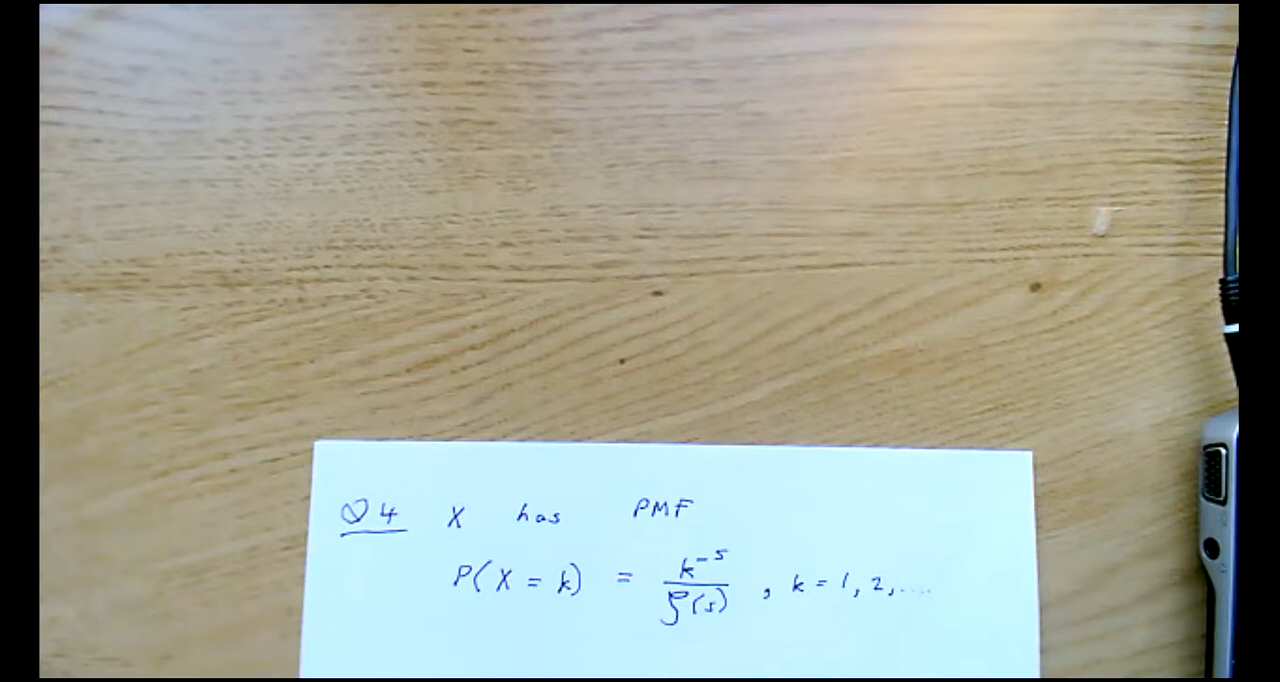 Q4 X has PMF
P(X = k) = k^{-s} / ζ(s) , k = 1, 2, ....